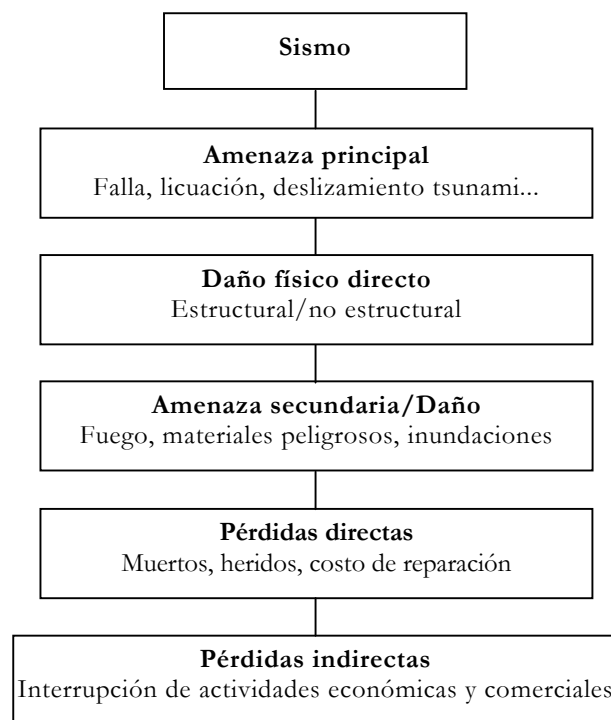 Sismo
Amenaza principal
Falla, licuación, deslizamiento tsunami...
Daño físico directo
Estructural/no estructural
Amenaza secundaria/Daño
Fuego, materiales peligrosos, inundaciones
Pérdidas directas
Muertos, heridos, costo de reparación
Pérdidas indirectas
Interrupción de actividades económicas y comerciales